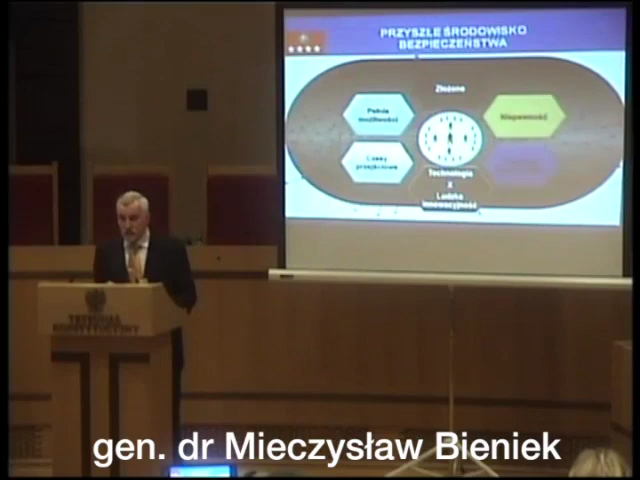 PRZYSZŁE ŚRODOWISKO
BEZPIECZEŃSTWA
Złożone
Pełnia
możliwości
Niepewność
Technologia
X
Ludzka
innowacyjność
TRYBUNAŁ
KONSTYTUCYJNY
gen. dr Mieczysław Bieniek